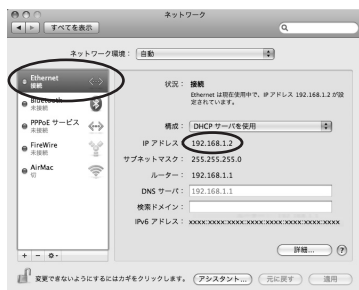 ネットワーク
すべてを表示
ネットワーク環境： 自動
Ethernet
接続
Bluetooth
未接続
PPPoE サービス
未接続
FireWire
未接続
AirMac
切
状況： 接続
Ethernet は現在使用中で、IP アドレス 192.168.1.2 が設
定されています。
構成： DHCP サーバを使用
IP アドレス： 192.168.1.2
サブネットマスク： 255.255.255.0
ルーター： 192.168.1.1
DNS サーバ： 192.168.1.1
検索ドメイン：
IPv6 アドレス： xxxx:xxxx:xxxx:xxxx:xxxx:xxxx:xxxx:xxxx
詳細...
?
変更できないようにするにはカギをクリックします。
アシスタント...
元に戻す
適用